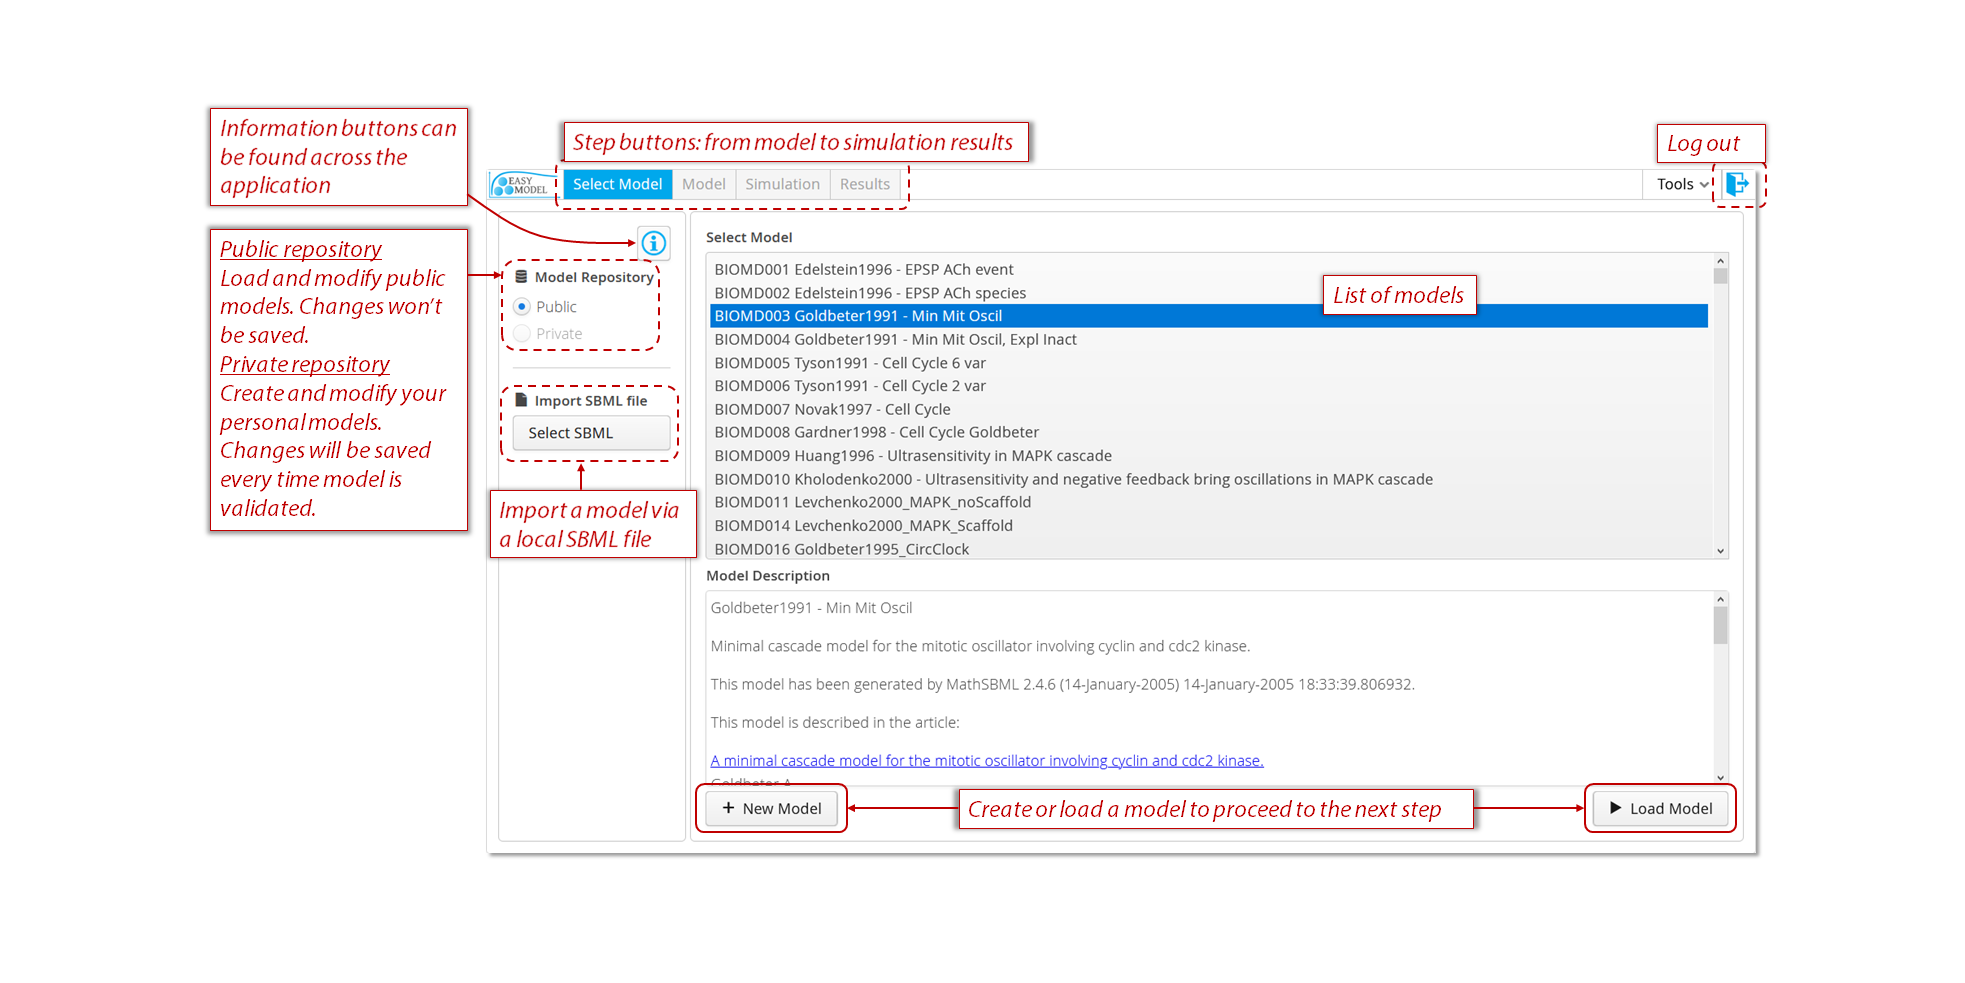 Information buttons can
be found across the
application
Step buttons: from model to simulation results
Log out
EASY
MODEL
Select Model
Model
Simulation
Results
Tools
Public repository
Load and modify public
models. Changes won't
be saved.
Private repository
Create and modify your
personal models.
Changes will be saved
every time model is
validated.
Model Repository
Public
Private
Import SBML file
Select SBML
Import a model via
a local SBML file
Select Model
List of models
BIOMD001 Edelstein1996 - EPSP ACh event
BIOMD002 Edelstein1996 - EPSP ACh species
BIOMD003 Goldbeter1991 - Min Mit Oscil
BIOMD004 Goldbeter1991 - Min Mit Oscil, Expl Inact
BIOMD005 Tyson1991 - Cell Cycle 6 var
BIOMD006 Tyson1991 - Cell Cycle 2 var
BIOMD007 Novak1997 - Cell Cycle
BIOMD008 Gardner1998 - Cell Cycle Goldbeter
BIOMD009 Huang1996 - Ultrasensitivity in MAPK cascade
BIOMD010 Kholodenko2000 - Ultrasensitivity and negative feedback bring oscillations in MAPK cascade
BIOMD011 Levchenko2000_MAPK_noScaffold
BIOMD014 Levchenko2000_MAPK_Scaffold
BIOMD016 Goldbeter1995_CircClock
Model Description
Goldbeter1991 - Min Mit Oscil
Minimal cascade model for the mitotic oscillator involving cyclin and cdc2 kinase.
This model has been generated by MathSBML 2.4.6 (14-January-2005) 14-January-2005 18:33:39.806932.
This model is described in the article:
A minimal cascade model for the mitotic oscillator involving cyclin and cdc2 kinase.
Goldbeter A
New Model
Create or load a model to proceed to the next step
Load Model